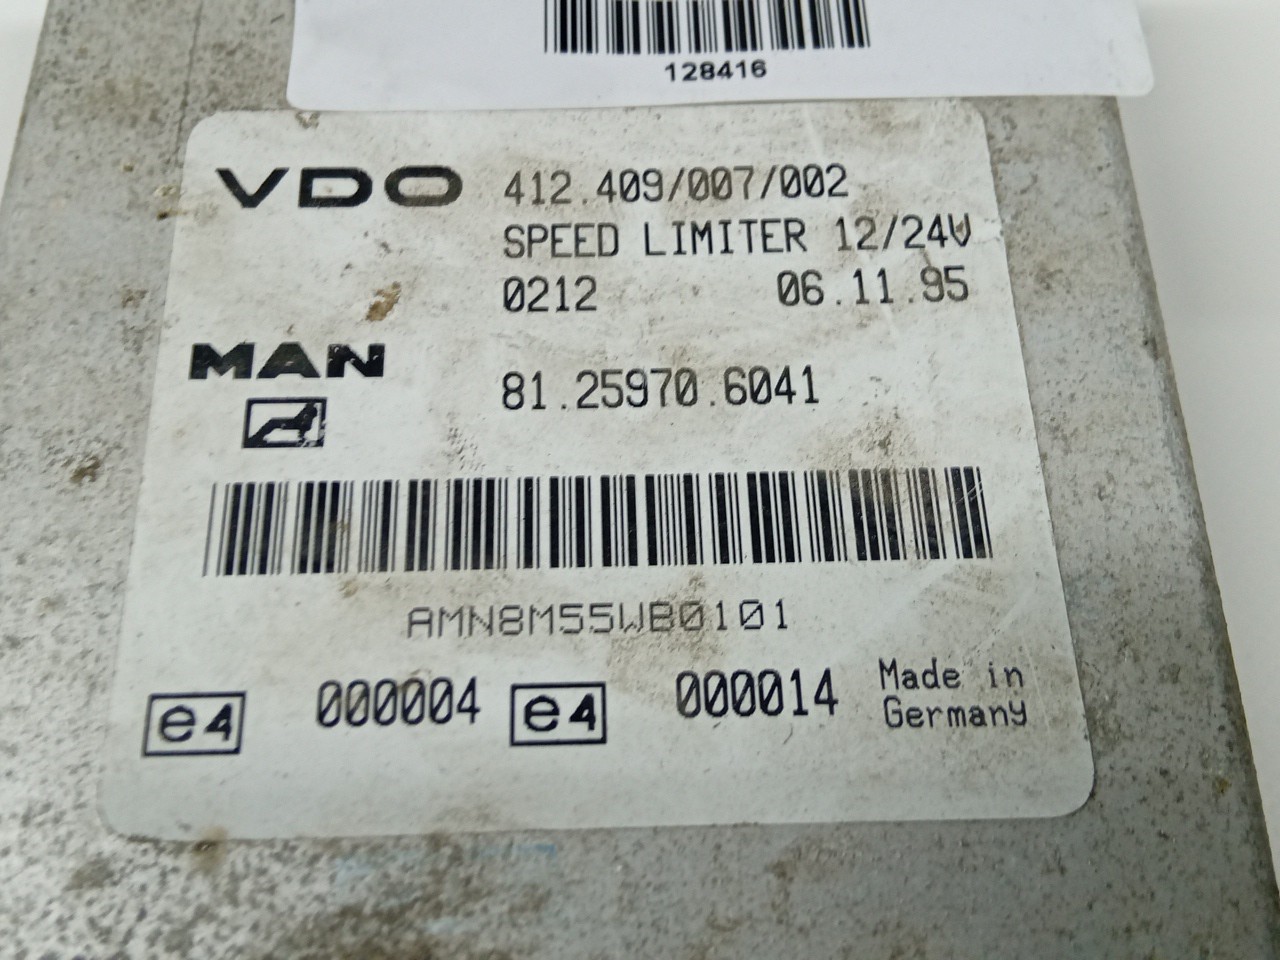 128416
VDO 412.409/007/002
SPEED LIMITER 12/24V
0212 06.11.95
MAN
81.25970.6041
AMN8M55WB0101
e4 000004 e4 000014 Made in
Germany